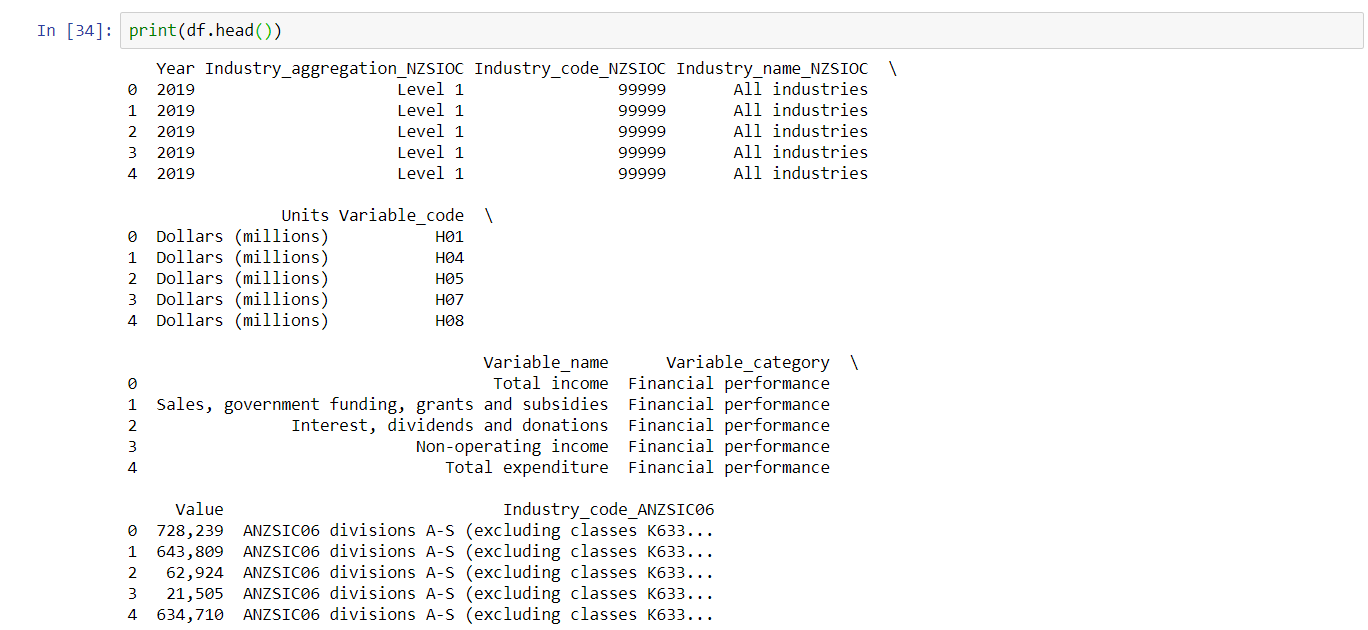 In [34]: print(df.head())
Year Industry_aggregation_NZSIOC Industry_code_NZSIOC Industry_name_NZSIOC \
0 2019 Level 1 99999 All industries
1 2019 Level 1 99999 All industries
2 2019 Level 1 99999 All industries
3 2019 Level 1 99999 All industries
4 2019 Level 1 99999 All industries
Units Variable_code \
0 Dollars (millions) H01
1 Dollars (millions) H04
2 Dollars (millions) H05
3 Dollars (millions) H07
4 Dollars (millions) H08
Variable_name Variable_category \
0 Total income Financial performance
1 Sales, government funding, grants and subsidies Financial performance
2 Interest, dividends and donations Financial performance
3 Non-operating income Financial performance
4 Total expenditure Financial performance
Value Industry_code_ANZSIC06
0 728,239 ANZSIC06 divisions A-S (excluding classes K633...
1 643,809 ANZSIC06 divisions A-S (excluding classes K633...
2 62,924 ANZSIC06 divisions A-S (excluding classes K633...
3 21,505 ANZSIC06 divisions A-S (excluding classes K633...
4 634,710 ANZSIC06 divisions A-S (excluding classes K633...